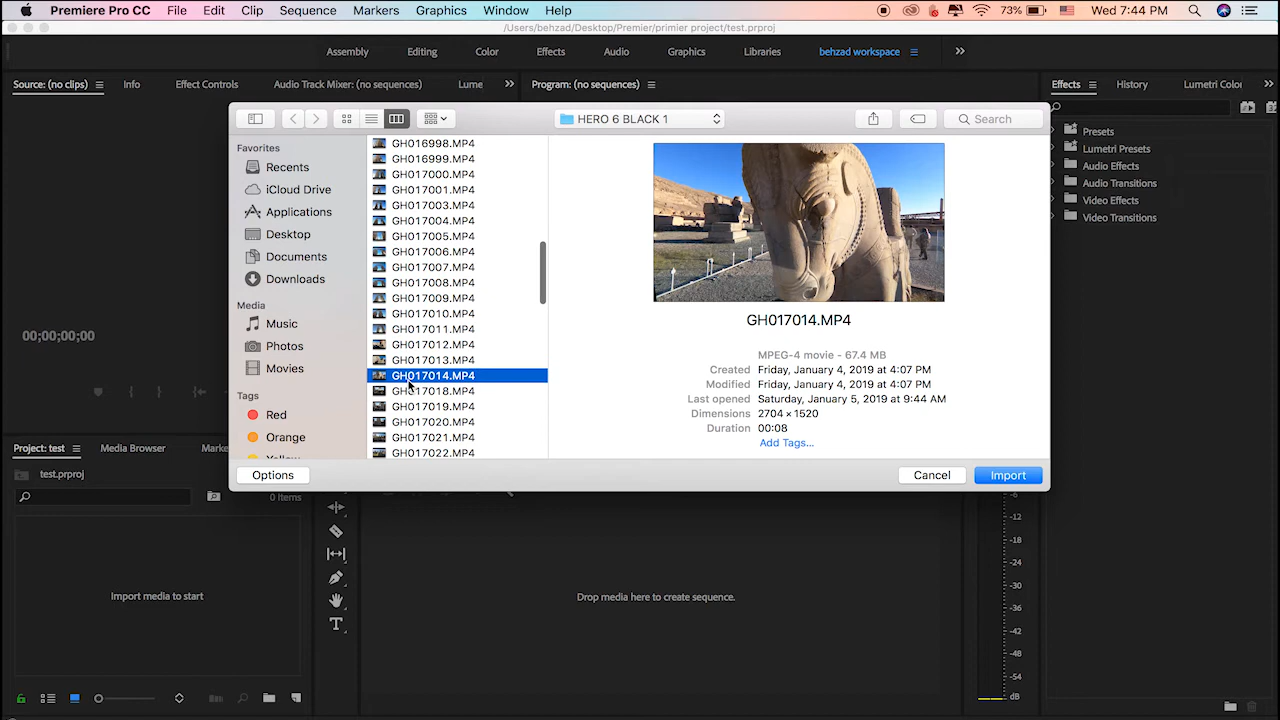 Premiere Pro CC File Edit Clip Sequence Markers Graphics Window Help 73% Wed 7:44 PM
/Users/behzad/Desktop/Premier/primier project/test.prproj
Assembly Editing Color Effects Audio Graphics Libraries behzad workspace
Source: (no clips) Info Effect Controls Audio Track Mixer: (no sequences) Lume Program: (no sequences) Effects History Lumetri Color
HERO 6 BLACK 1 Search
Favorites
Recents
iCloud Drive
Applications
Desktop
Documents
Downloads
Media
Music
Photos
Movies
Tags
Red
Orange
GH016998.MP4
GH016999.MP4
GH017000.MP4
GH017001.MP4
GH017003.MP4
GH017004.MP4
GH017005.MP4
GH017006.MP4
GH017007.MP4
GH017008.MP4
GH017009.MP4
GH017010.MP4
GH017011.MP4
GH017012.MP4
GH017013.MP4
GH017014.MP4
GH017018.MP4
GH017019.MP4
GH017020.MP4
GH017021.MP4
GH017022.MP4
GH017014.MP4
MPEG-4 movie - 67.4 MB
Created Friday, January 4, 2019 at 4:07 PM
Modified Friday, January 4, 2019 at 4:07 PM
Last opened Saturday, January 5, 2019 at 9:44 AM
Dimensions 2704 × 1520
Duration 00:08
Add Tags...
Options Cancel Import
Presets
Lumetri Presets
Audio Effects
Audio Transitions
Video Effects
Video Transitions
00;00;00;00
Project: test Media Browser Marke
test.prproj
0 Items
Import media to start
Drop media here to create sequence.
-6
-12
-18
-24
-30
-36
-42
-48
-54
dB